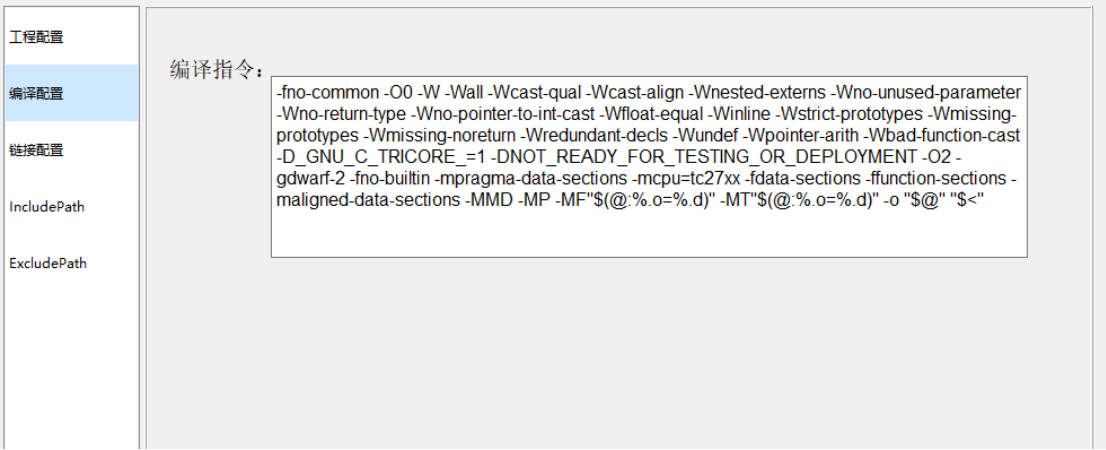 工程配置
编译配置
链接配置
IncludePath
ExcludePath
编译指令：
-fno-common -O0 -W -Wall -Wcast-qual -Wcast-align -Wnested-externs -Wno-unused-parameter
-Wno-return-type -Wno-pointer-to-int-cast -Wfloat-equal -Winline -Wstrict-prototypes -Wmissing-
prototypes -Wmissing-noreturn -Wredundant-decls -Wundef -Wpointer-arith -Wbad-function-cast
-D_GNU_C_TRICORE_=1 -DNOT_READY_FOR_TESTING_OR_DEPLOYMENT -O2 -
gdwarf-2 -fno-builtin -mpragma-data-sections -mcpu=tc27xx -fdata-sections -ffunction-sections -
maligned-data-sections -MMD -MP -MF"$(@:%.o=%.d)" -MT"$(@:%.o=%.d)" -o "$@" "$<"